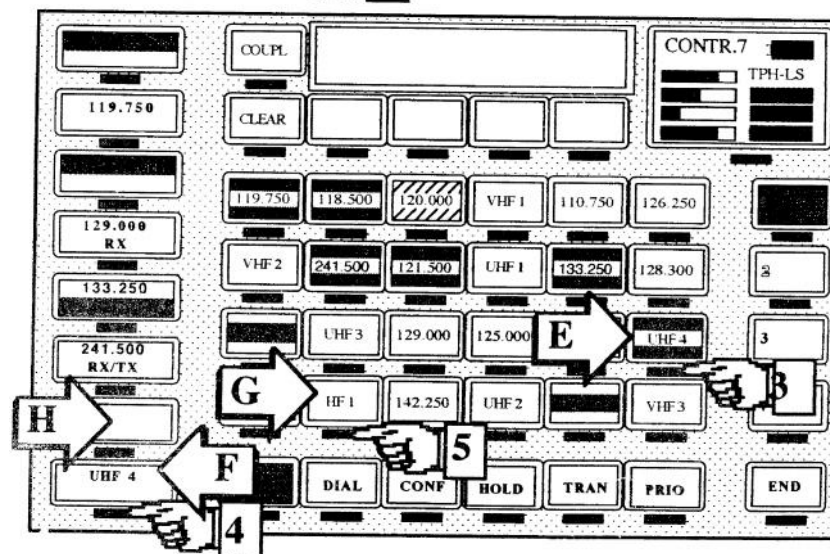 COUPL
CONTR.7
TPH-LS
119.750
CLEAR
119.750 118.500 120.000 VHF 1 110.750 126.250
129.000
RX
VHF 2 241.500 121.500 UHF 1 133.250 128.300 2
133.250
UHF 3 129.000 125.000 E UHF 4 3
241.500
RX/TX
3
G HF 1 142.250 UHF 2 VHF 3
H
5
UHF 4 F DIAL CONF HOLD TRAN PRIO END
4